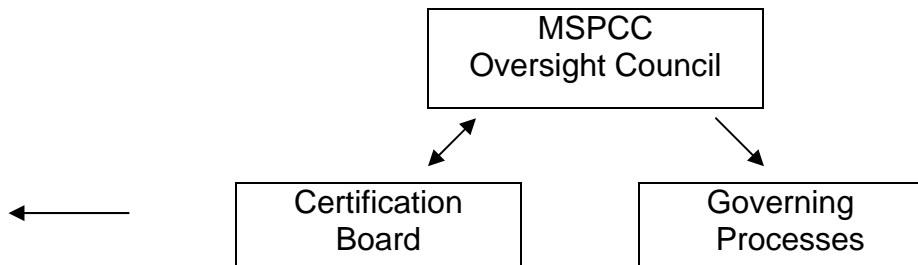 MSPCC
Oversight Council
Certification
Board
Governing
Processes